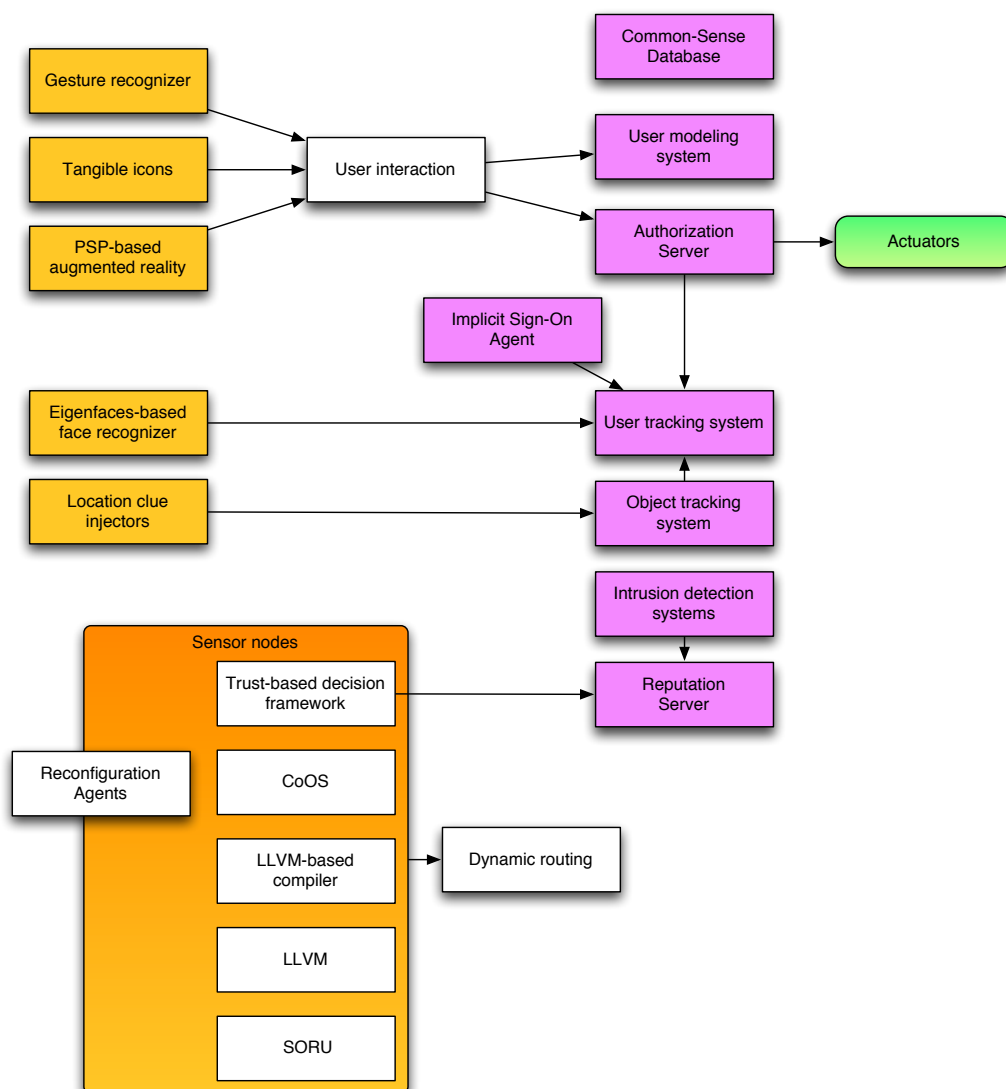 Common-Sense
Database
Gesture recognizer
User modeling
system
Tangible icons
User interaction
PSP-based
augmented reality
Authorization
Server
Actuators
Implicit Sign-On
Agent
Eigenfaces-based
face recognizer
User tracking system
Location clue
injectors
Object tracking
system
Intrusion detection
systems
Sensor nodes
Trust-based decision
framework
Reputation
Server
Reconfiguration
Agents
CoOS
LLVM-based
compiler
Dynamic routing
LLVM
SORU